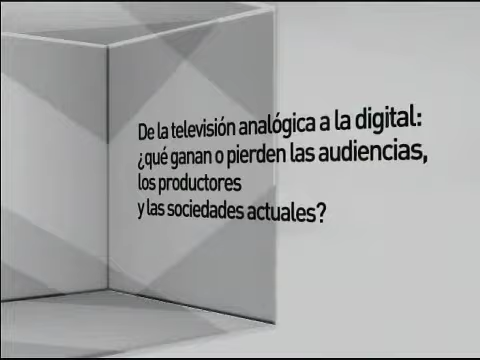 De la televisión analógica a la digital:
¿qué ganan o pierden las audiencias,
los productores
y las sociedades actuales?